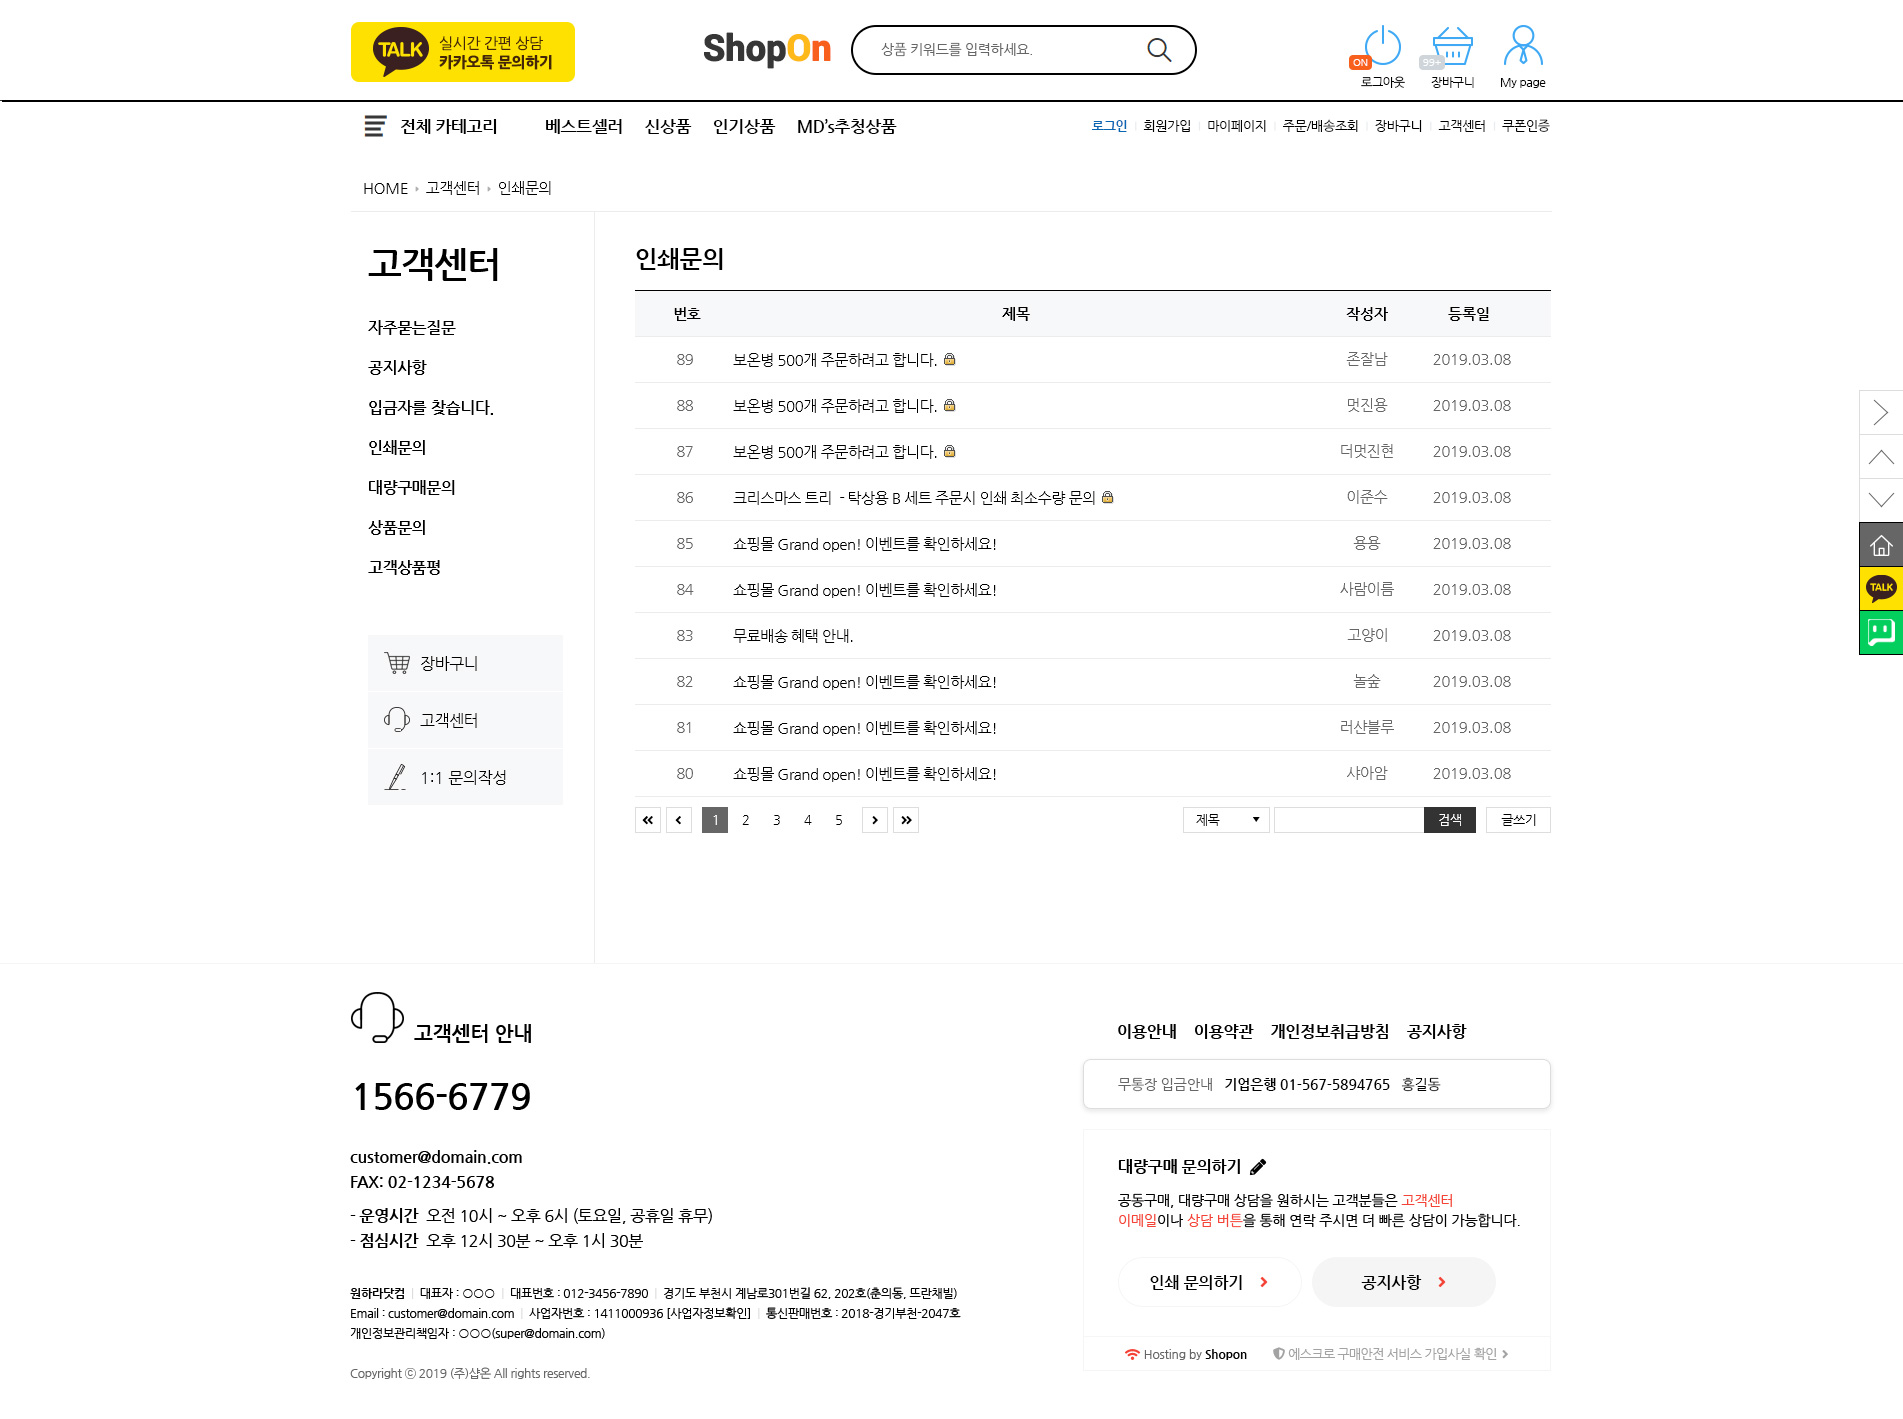 TALK 실시간 간편 상담
카카오톡 문의하기
ShopOn
상품 키워드를 입력하세요.
ON 로그아웃
99+ 장바구니
My page
전체 카테고리 베스트셀러 신상품 인기상품 MD's추청상품
로그인 회원가입 마이페이지 주문/배송조회 장바구니 고객센터 쿠폰인증
HOME 고객센터 인쇄문의
고객센터
자주묻는질문
공지사항
입금자를 찾습니다.
인쇄문의
대량구매문의
상품문의
고객상품평
장바구니
고객센터
1:1 문의작성
인쇄문의
번호 제목 작성자 등록일
89 보온병 500개 주문하려고 합니다. 존잘남 2019.03.08
88 보온병 500개 주문하려고 합니다. 멋진용 2019.03.08
87 보온병 500개 주문하려고 합니다. 더멋진현 2019.03.08
86 크리스마스 트리 - 탁상용 B 세트 주문시 인쇄 최소수량 문의 이준수 2019.03.08
85 쇼핑몰 Grand open! 이벤트를 확인하세요! 용용 2019.03.08
84 쇼핑몰 Grand open! 이벤트를 확인하세요! 사람이름 2019.03.08
83 무료배송 혜택 안내. 고양이 2019.03.08
82 쇼핑몰 Grand open! 이벤트를 확인하세요! 놀숲 2019.03.08
81 쇼핑몰 Grand open! 이벤트를 확인하세요! 러샨블루 2019.03.08
80 쇼핑몰 Grand open! 이벤트를 확인하세요! 샤아암 2019.03.08
1 2 3 4 5
제목 검색 글쓰기
TALK
고객센터 안내
1566-6779
customer@domain.com
FAX: 02-1234-5678
- 운영시간 오전 10시 ~ 오후 6시 (토요일, 공휴일 휴무)
- 점심시간 오후 12시 30분 ~ 오후 1시 30분
원하라닷컴 | 대표자 : ○○○ | 대표번호 : 012-3456-7890 | 경기도 부천시 계남로301번길 62, 202호(춘의동, 뜨란채빌)
Email : customer@domain.com | 사업자번호 : 1411000936 [사업자정보확인] | 통신판매번호 : 2018-경기부천-2047호
개인정보관리책임자 : ○○○(super@domain.com)
Copyright ⓒ 2019 (주)샵온 All rights reserved.
이용안내 이용약관 개인정보취급방침 공지사항
무통장 입금안내 기업은행 01-567-5894765 홍길동
대량구매 문의하기
공동구매, 대량구매 상담을 원하시는 고객분들은 고객센터
이메일이나 상담 버튼을 통해 연락 주시면 더 빠른 상담이 가능합니다.
인쇄 문의하기
공지사항
Hosting by Shopon
에스크로 구매안전 서비스 가입사실 확인